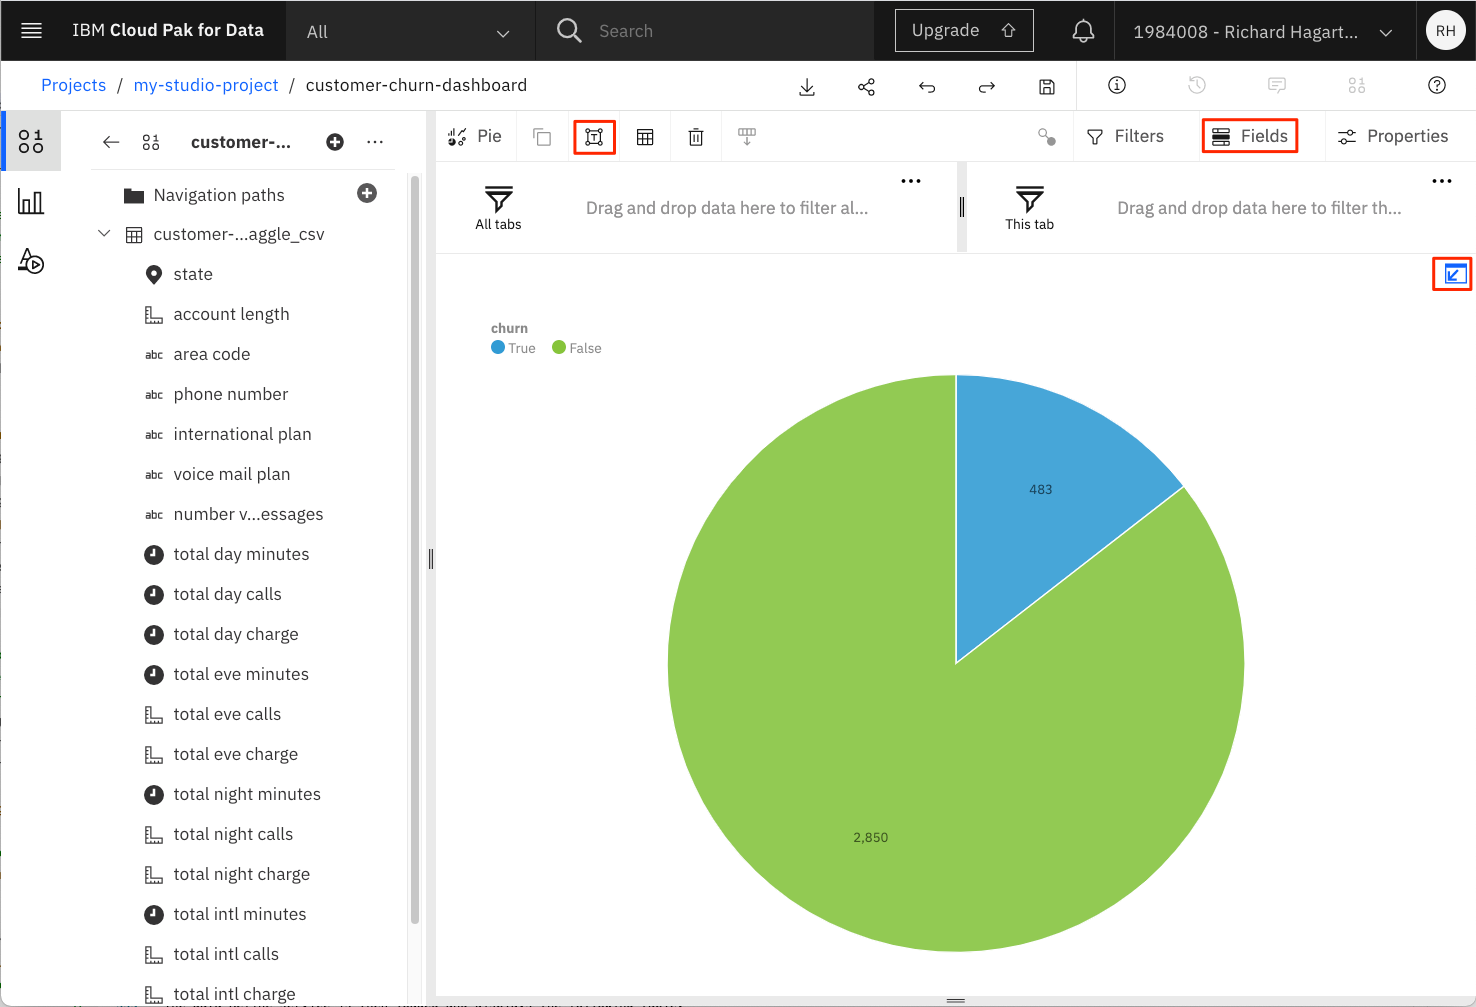 IBM Cloud Pak for Data
All
Search
Upgrade
1984008 - Richard Hagart...
RH
Projects / my-studio-project / customer-churn-dashboard
customer-...
Pie
Filters
Fields
Properties
Navigation paths
customer-...aggle_csv
state
account length
abc area code
abc phone number
abc international plan
abc voice mail plan
abc number v...essages
total day minutes
total day calls
total day charge
total eve minutes
total eve calls
total eve charge
total night minutes
total night calls
total night charge
total intl minutes
total intl calls
total intl charge
All tabs
Drag and drop data here to filter al...
This tab
Drag and drop data here to filter th...
churn
True False
483
2,850